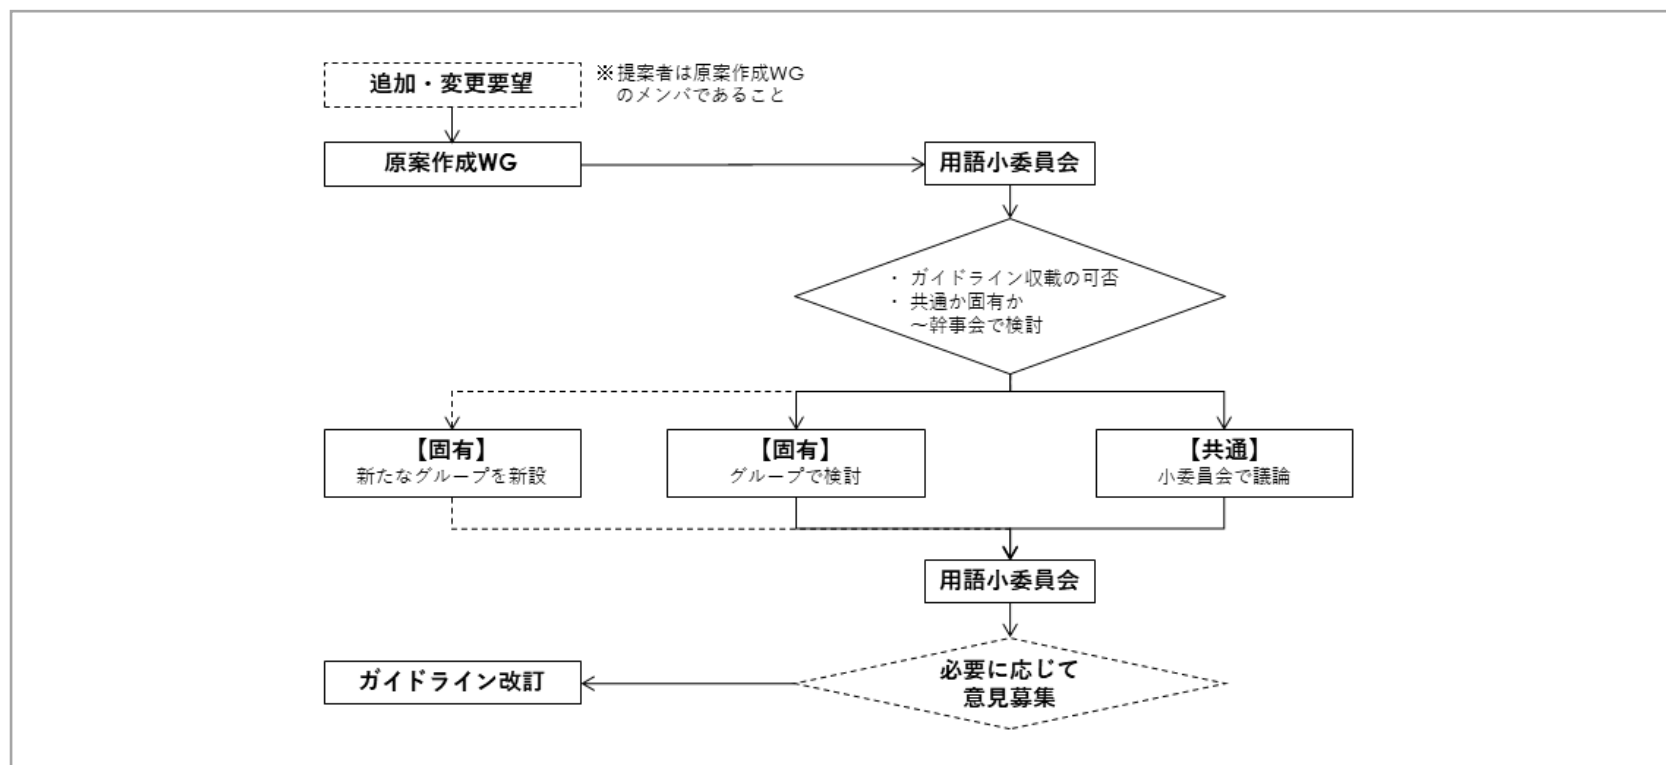 追加・変更要望
※提案者は原案作成WG
のメンバであること
原案作成WG
用語小委員会
・ ガイドライン収載の可否
・ 共通か固有か
～幹事会で検討
【固有】
新たなグループを新設
【固有】
グループで検討
【共通】
小委員会で議論
用語小委員会
必要に応じて
意見募集
ガイドライン改訂